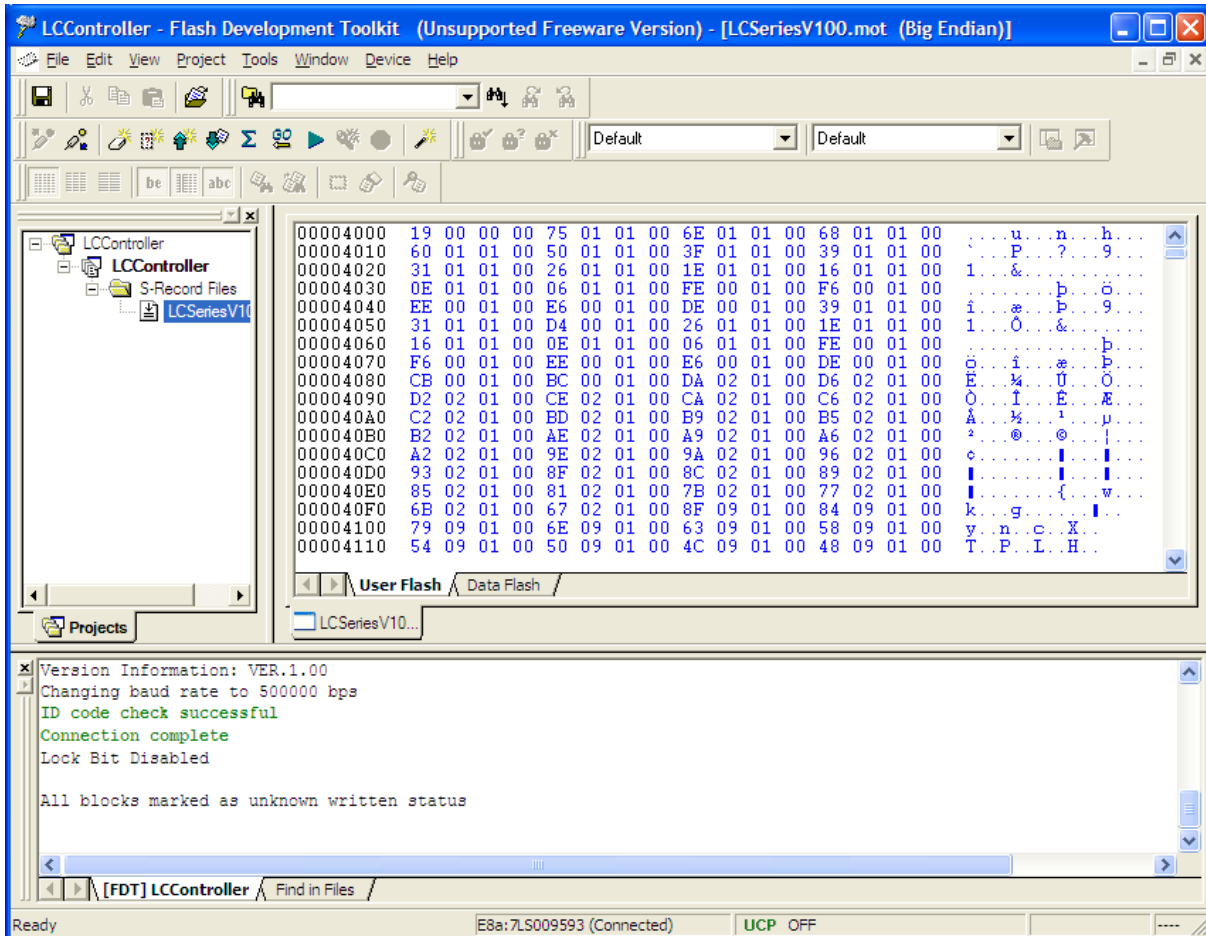 LCController - Flash Development Toolkit (Unsupported Freeware Version) - [LCSeriesV100.mot (Big Endian)]
File Edit View Project Tools Window Device Help
Default Default
be abc
LCController
LCController
S-Record Files
LCSeriesV10
Projects
00004000 19 00 00 00 75 01 01 00 6E 01 01 00 68 01 01 00 ....u...n...h...
00004010 60 01 01 00 50 01 01 00 3F 01 01 00 39 01 01 00 `...P...?...9...
00004020 31 01 01 00 26 01 01 00 1E 01 01 00 16 01 01 00 1...&...........
00004030 0E 01 01 00 06 01 01 00 FE 00 01 00 F6 00 01 00 ........þ...ö...
00004040 EE 00 01 00 E6 00 01 00 DE 00 01 00 39 01 01 00 î...æ...Þ...9...
00004050 31 01 01 00 D4 00 01 00 26 01 01 00 1E 01 01 00 1...Ô...&.......
00004060 16 01 01 00 0E 01 01 00 06 01 01 00 FE 00 01 00 ............þ...
00004070 F6 00 01 00 EE 00 01 00 E6 00 01 00 DE 00 01 00 ö...î...æ...Þ...
00004080 CB 00 01 00 BC 00 01 00 DA 02 01 00 D6 02 01 00 Ë...¼...Ú...Ö...
00004090 D2 02 01 00 CE 02 01 00 CA 02 01 00 C6 02 01 00 Ò...Î...Ê...Æ...
000040A0 C2 02 01 00 BD 02 01 00 B9 02 01 00 B5 02 01 00 Â...½...¹...µ...
000040B0 B2 02 01 00 AE 02 01 00 A9 02 01 00 A6 02 01 00 ²...®...©...¦...
000040C0 A2 02 01 00 9E 02 01 00 9A 02 01 00 96 02 01 00 ¢.......▮...▮...
000040D0 93 02 01 00 8F 02 01 00 8C 02 01 00 89 02 01 00 ▮.......▮...▮...
000040E0 85 02 01 00 81 02 01 00 7B 02 01 00 77 02 01 00 ▮.......{...w...
000040F0 6B 02 01 00 67 02 01 00 8F 09 01 00 84 09 01 00 k...g.......▮..
00004100 79 09 01 00 6E 09 01 00 63 09 01 00 58 09 01 00 y..n..c..X..
00004110 54 09 01 00 50 09 01 00 4C 09 01 00 48 09 01 00 T..P..L..H..
User Flash Data Flash
LCSeriesV10...
Version Information: VER.1.00
Changing baud rate to 500000 bps
ID code check successful
Connection complete
Lock Bit Disabled
All blocks marked as unknown written status
[FDT] LCController Find in Files
Ready E8a:7LS009593 (Connected) UCP OFF ----